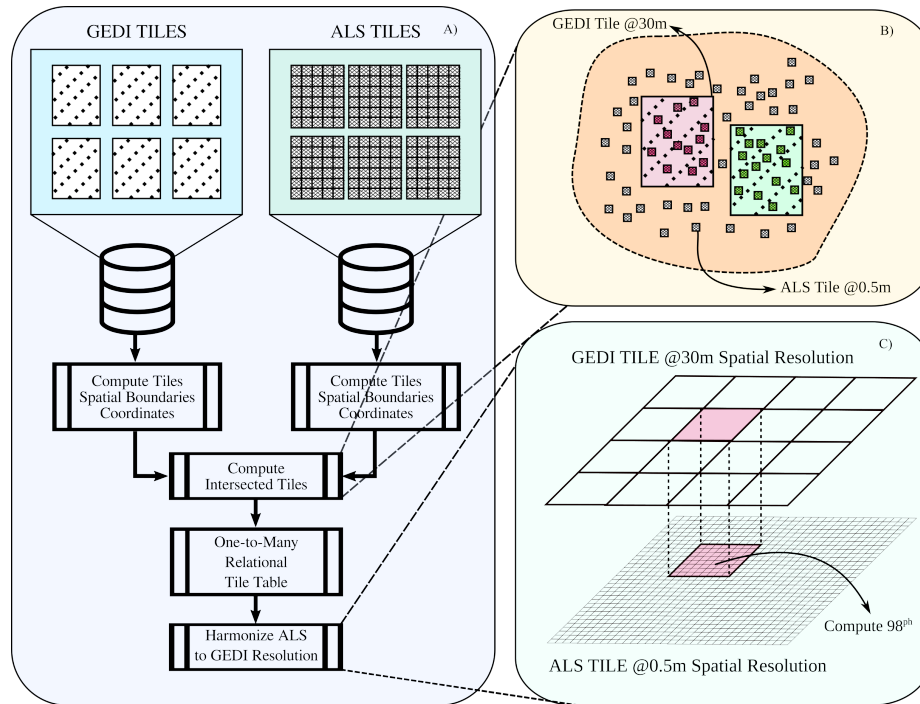 GEDI TILES
ALS TILES
A)
Compute Tiles
Spatial Boundaries
Coordinates
Compute Tiles
Spatial Boundaries
Coordinates
Compute
Intersected Tiles
One-to-Many
Relational
Tile Table
Harmonize ALS
to GEDI Resolution
GEDI Tile @30m
B)
ALS Tile @0.5m
C)
GEDI TILE @30m Spatial Resolution
Compute 98ᵖʰ
ALS TILE @0.5m Spatial Resolution